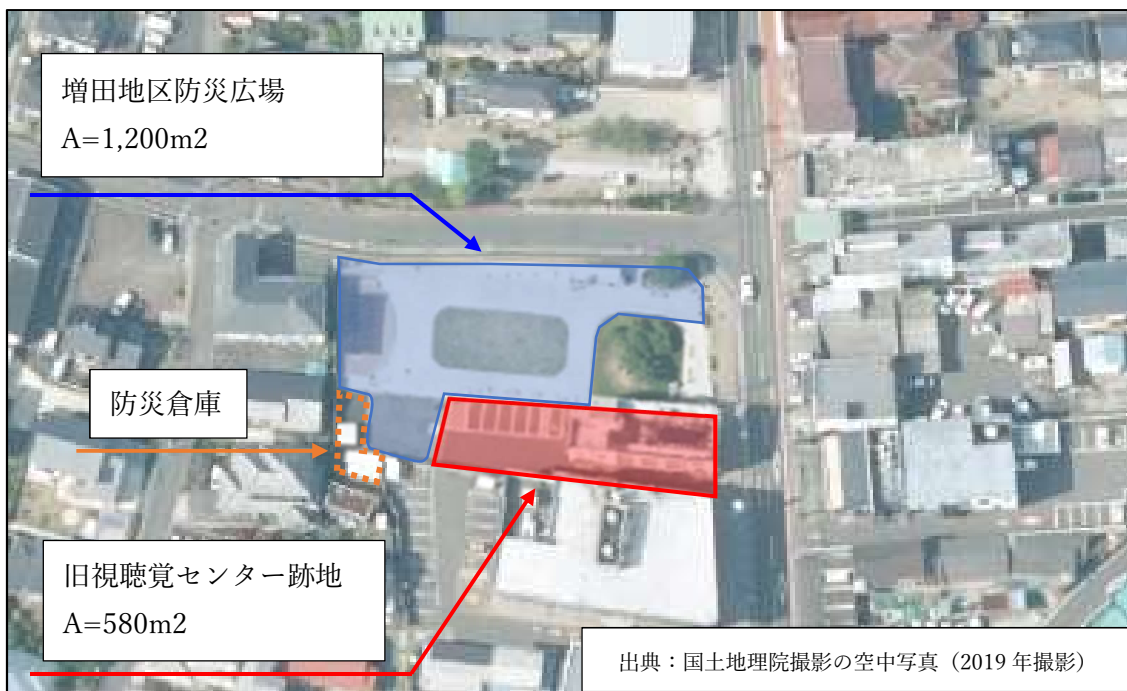 増田地区防災広場
A=1,200m2
防災倉庫
旧視聴覚センター跡地
A=580m2
出典：国土地理院撮影の空中写真（2019 年撮影）